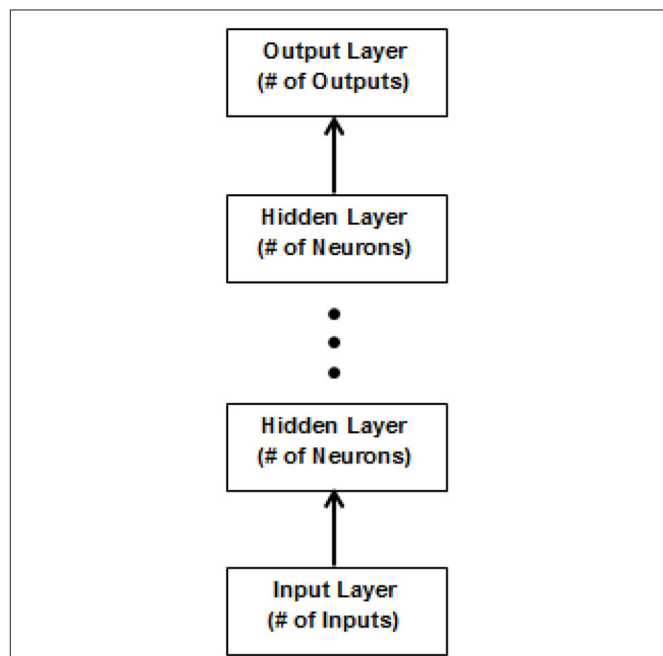 Output Layer
(# of Outputs)
Hidden Layer
(# of Neurons)
Hidden Layer
(# of Neurons)
Input Layer
(# of Inputs)